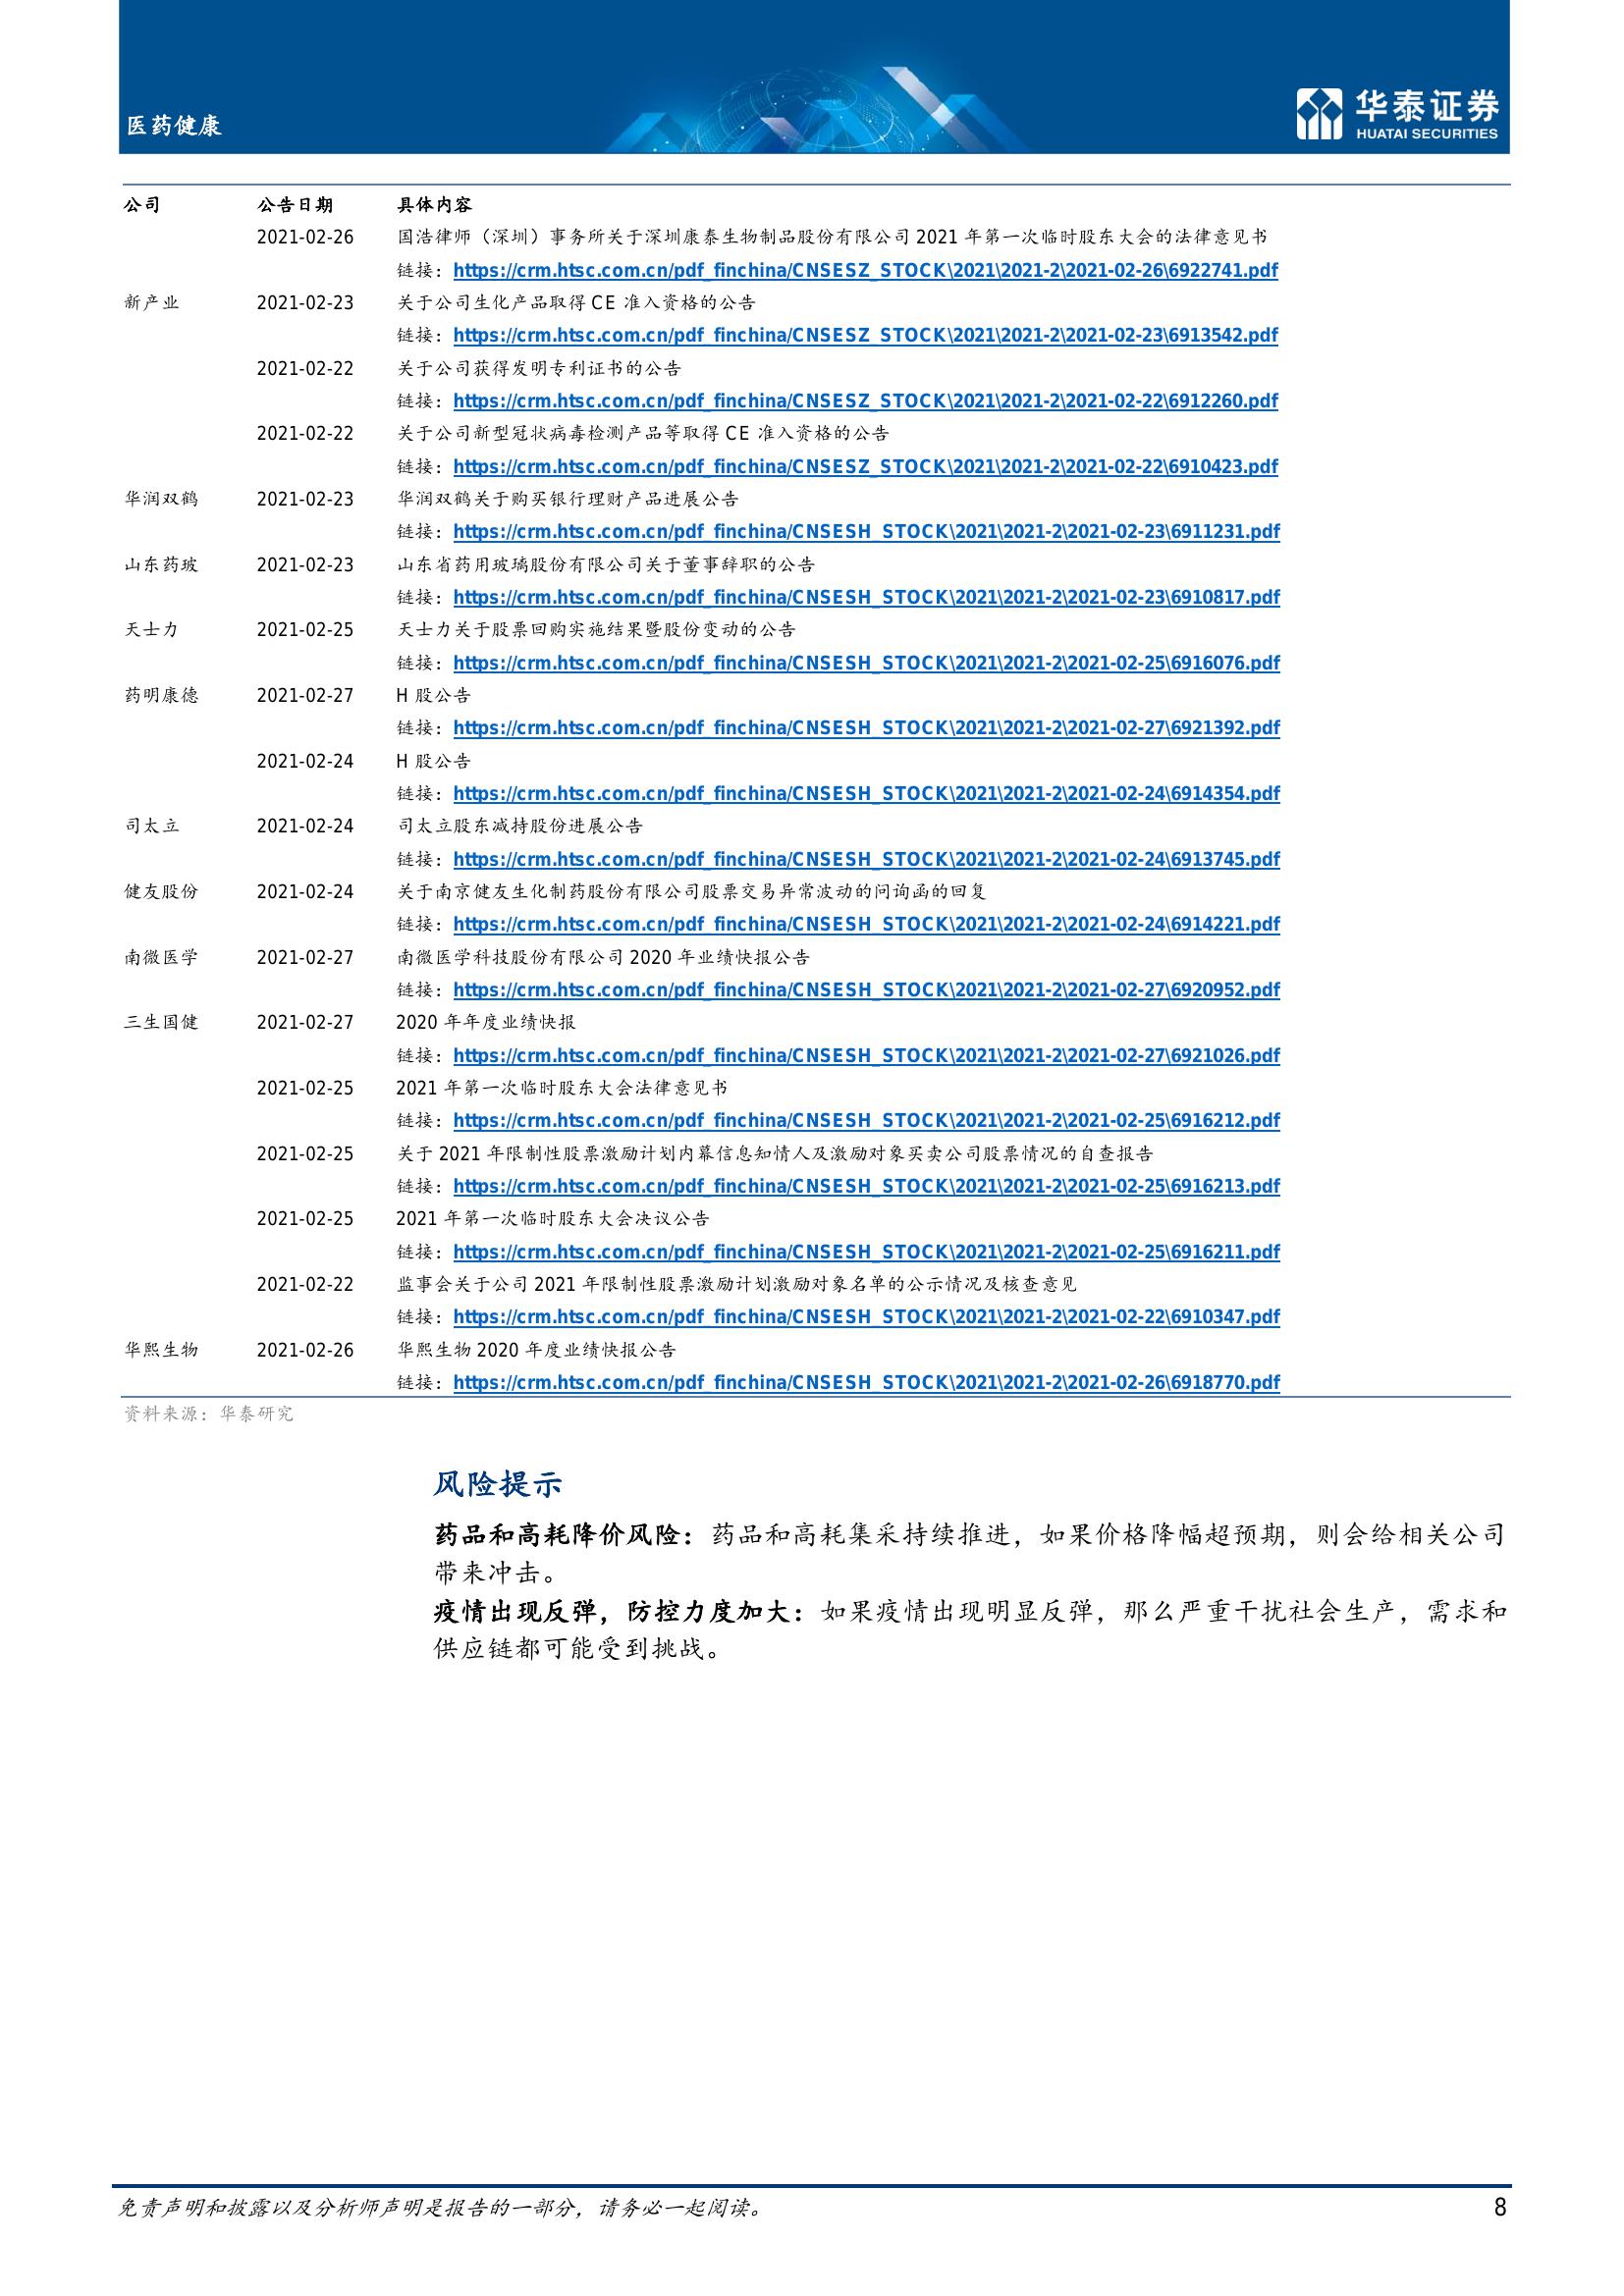 医药健康
华泰证券
HUATAI SECURITIES
公司 公告日期 具体内容
2021-02-26 国浩律师（深圳）事务所关于深圳康泰生物制品股份有限公司 2021 年第一次临时股东大会的法律意见书
链接：https://crm.htsc.com.cn/pdf_finchina/CNSESZ_STOCK\2021\2021-2\2021-02-26\6922741.pdf
新产业 2021-02-23 关于公司生化产品取得 CE 准入资格的公告
链接：https://crm.htsc.com.cn/pdf_finchina/CNSESZ_STOCK\2021\2021-2\2021-02-23\6913542.pdf
2021-02-22 关于公司获得发明专利证书的公告
链接：https://crm.htsc.com.cn/pdf_finchina/CNSESZ_STOCK\2021\2021-2\2021-02-22\6912260.pdf
2021-02-22 关于公司新型冠状病毒检测产品等取得 CE 准入资格的公告
链接：https://crm.htsc.com.cn/pdf_finchina/CNSESZ_STOCK\2021\2021-2\2021-02-22\6910423.pdf
华润双鹤 2021-02-23 华润双鹤关于购买银行理财产品进展公告
链接：https://crm.htsc.com.cn/pdf_finchina/CNSESH_STOCK\2021\2021-2\2021-02-23\6911231.pdf
山东药玻 2021-02-23 山东省药用玻璃股份有限公司关于董事辞职的公告
链接：https://crm.htsc.com.cn/pdf_finchina/CNSESH_STOCK\2021\2021-2\2021-02-23\6910817.pdf
天士力 2021-02-25 天士力关于股票回购实施结果暨股份变动的公告
链接：https://crm.htsc.com.cn/pdf_finchina/CNSESH_STOCK\2021\2021-2\2021-02-25\6916076.pdf
药明康德 2021-02-27 H 股公告
链接：https://crm.htsc.com.cn/pdf_finchina/CNSESH_STOCK\2021\2021-2\2021-02-27\6921392.pdf
2021-02-24 H 股公告
链接：https://crm.htsc.com.cn/pdf_finchina/CNSESH_STOCK\2021\2021-2\2021-02-24\6914354.pdf
司太立 2021-02-24 司太立股东减持股份进展公告
链接：https://crm.htsc.com.cn/pdf_finchina/CNSESH_STOCK\2021\2021-2\2021-02-24\6913745.pdf
健友股份 2021-02-24 关于南京健友生化制药股份有限公司股票交易异常波动的问询函的回复
链接：https://crm.htsc.com.cn/pdf_finchina/CNSESH_STOCK\2021\2021-2\2021-02-24\6914221.pdf
南微医学 2021-02-27 南微医学科技股份有限公司 2020 年业绩快报公告
链接：https://crm.htsc.com.cn/pdf_finchina/CNSESH_STOCK\2021\2021-2\2021-02-27\6920952.pdf
三生国健 2021-02-27 2020 年年度业绩快报
链接：https://crm.htsc.com.cn/pdf_finchina/CNSESH_STOCK\2021\2021-2\2021-02-27\6921026.pdf
2021-02-25 2021 年第一次临时股东大会法律意见书
链接：https://crm.htsc.com.cn/pdf_finchina/CNSESH_STOCK\2021\2021-2\2021-02-25\6916212.pdf
2021-02-25 关于 2021 年限制性股票激励计划内幕信息知情人及激励对象买卖公司股票情况的自查报告
链接：https://crm.htsc.com.cn/pdf_finchina/CNSESH_STOCK\2021\2021-2\2021-02-25\6916213.pdf
2021-02-25 2021 年第一次临时股东大会决议公告
链接：https://crm.htsc.com.cn/pdf_finchina/CNSESH_STOCK\2021\2021-2\2021-02-25\6916211.pdf
2021-02-22 监事会关于公司 2021 年限制性股票激励计划激励对象名单的公示情况及核查意见
链接：https://crm.htsc.com.cn/pdf_finchina/CNSESH_STOCK\2021\2021-2\2021-02-22\6910347.pdf
华熙生物 2021-02-26 华熙生物 2020 年度业绩快报公告
链接：https://crm.htsc.com.cn/pdf_finchina/CNSESH_STOCK\2021\2021-2\2021-02-26\6918770.pdf
资料来源：华泰研究
风险提示
药品和高耗降价风险：药品和高耗集采持续推进，如果价格降幅超预期，则会给相关公司
带来冲击。
疫情出现反弹，防控力度加大：如果疫情出现明显反弹，那么严重干扰社会生产，需求和
供应链都可能受到挑战。
免责声明和披露以及分析师声明是报告的一部分，请务必一起阅读。 8